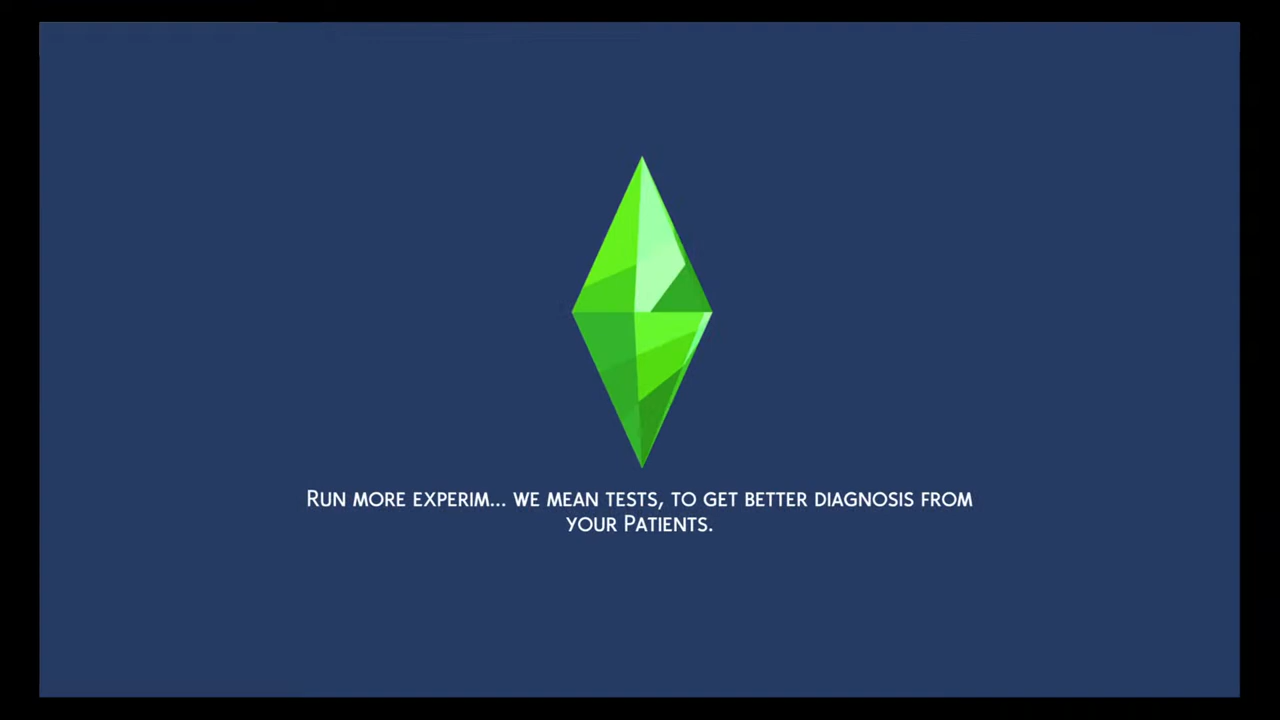 Run more experim... we mean tests, to get better diagnosis from
your Patients.